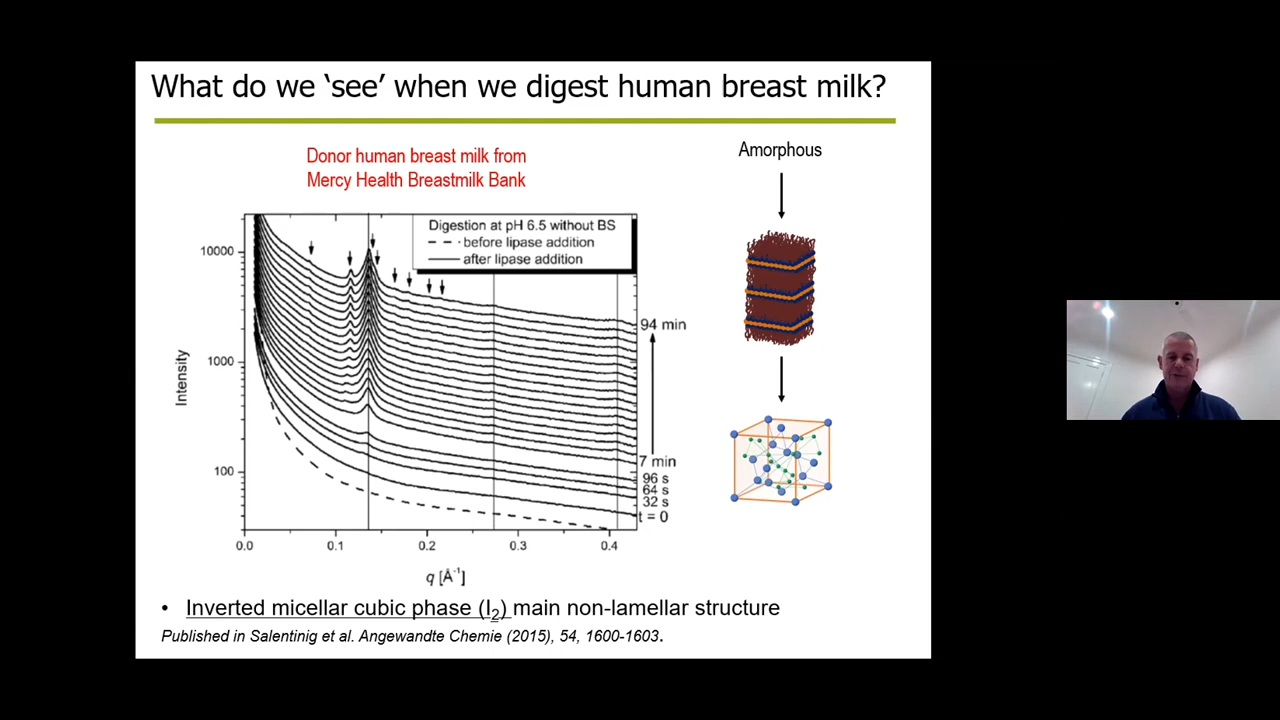 What do we ‘see’ when we digest human breast milk?
Donor human breast milk from
Mercy Health Breastmilk Bank
Amorphous
Digestion at pH 6.5 without BS
before lipase addition
after lipase addition
10000
1000
100
Intensity
94 min
7 min
96 s
64 s
32 s
t = 0
0.0 0.1 0.2 0.3 0.4
q [Å⁻¹]
• Inverted micellar cubic phase (I₂) main non-lamellar structure
Published in Salentinig et al. Angewandte Chemie (2015), 54, 1600-1603.